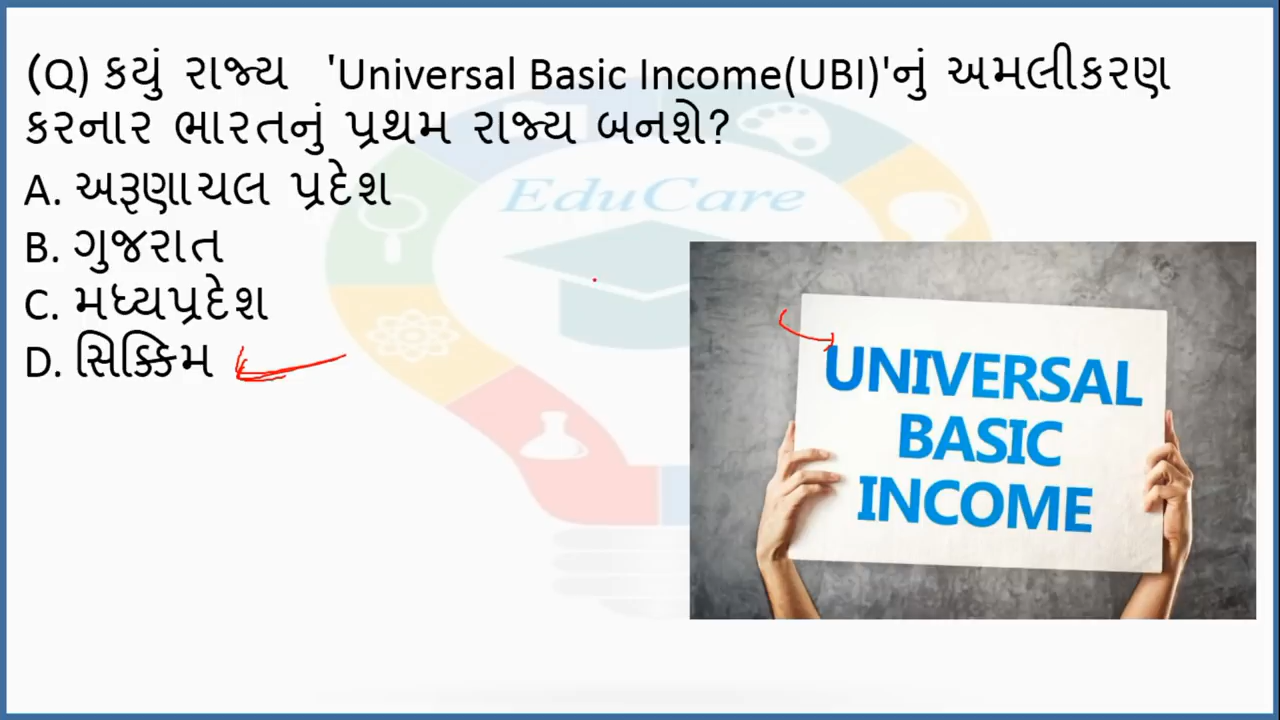 (Q) કયું રાજ્ય 'Universal Basic Income(UBI)'નું અમલીકરણ
કરનાર ભારતનું પ્રથમ રાજ્ય બનશે?
A. અરૂણાચલ પ્રદેશ
B. ગુજરાત
C. મધ્યપ્રદેશ
D. સિક્કિમ
EduCare
UNIVERSAL
BASIC
INCOME